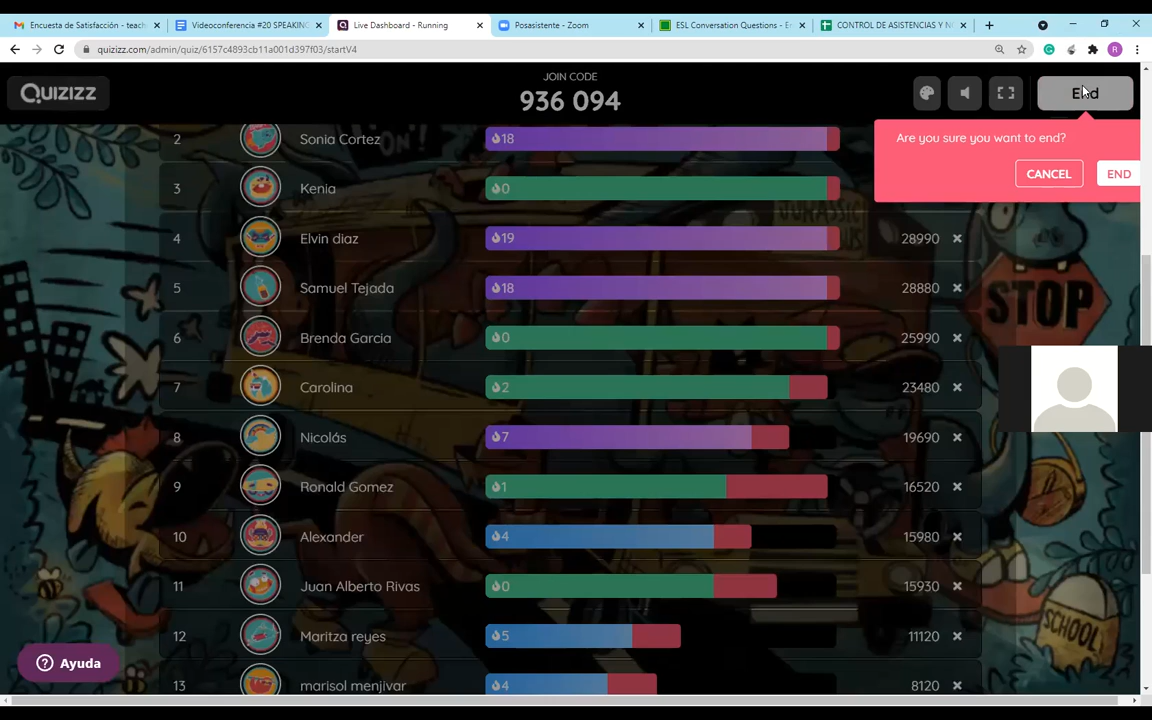 Encuesta de Satisfacción - teach
Videoconferencia #20 SPEAKING
Live Dashboard - Running
Posasistente - Zoom
ESL Conversation Questions - E
CONTROL DE ASISTENCIAS Y N
quizizz.com/admin/quiz/6157c4893cb11a001d397f03/startV4
R
Quizizz
JOIN CODE
936 094
End
Are you sure you want to end?
CANCEL
END
2 Sonia Cortez 18
3 Kenia 0
4 Elvin diaz 19 28990
5 Samuel Tejada 18 28880
6 Brenda Garcia 0 25990
7 Carolina 2 23480
8 Nicolás 7 19690
9 Ronald Gomez 1 16520
10 Alexander 4 15980
11 Juan Alberto Rivas 0 15930
12 Maritza reyes 5 11120
13 marisol menjivar 4 8120
JURASSIC
STOP
SCHOOL
Ayuda